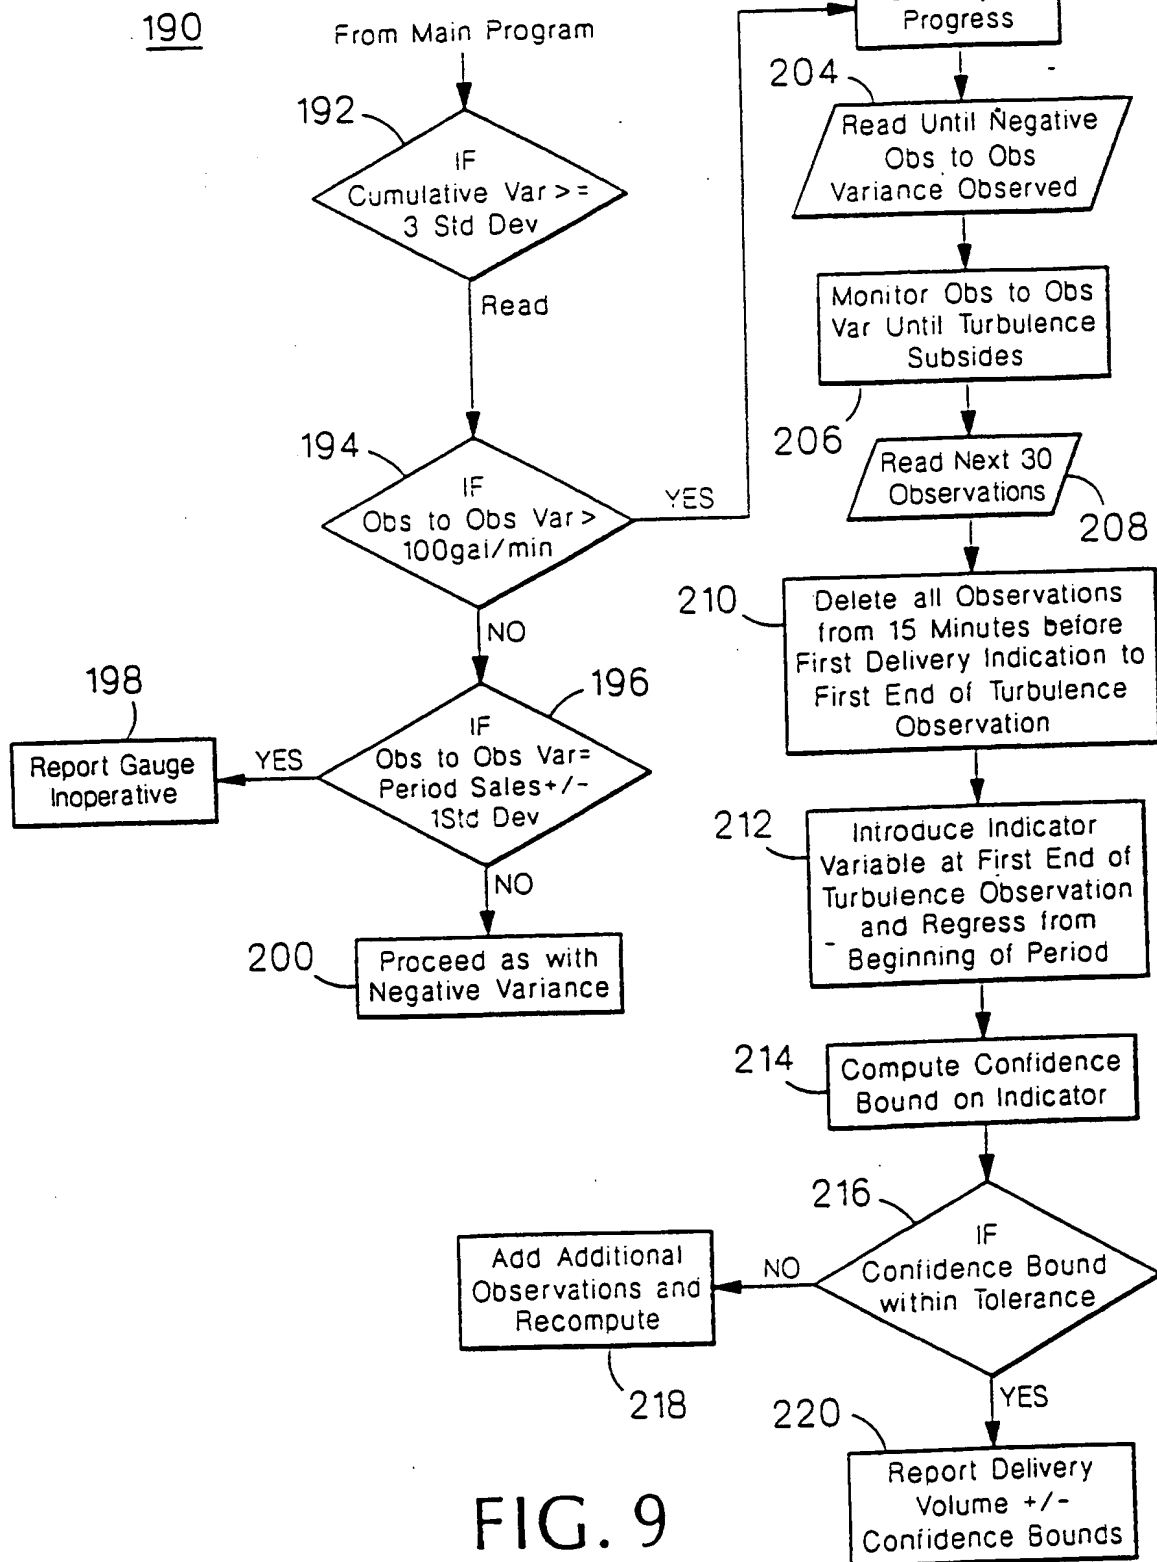 190
From Main Program
192
IF
Cumulative Var >=
3 Std Dev
Read
194
IF
Obs to Obs Var >
100gal/min
YES
NO
196
IF
Obs to Obs Var=
Period Sales+/-
1Std Dev
YES
198
Report Gauge
Inoperative
NO
200
Proceed as with
Negative Variance
Progress
204
Read Until Negative
Obs to Obs
Variance Observed
Monitor Obs to Obs
Var Until Turbulence
Subsides
206
Read Next 30
Observations
208
210
Delete all Observations
from 15 Minutes before
First Delivery Indication to
First End of Turbulence
Observation
212
Introduce Indicator
Variable at First End of
Turbulence Observation
and Regress from
Beginning of Period
214
Compute Confidence
Bound on Indicator
216
IF
Confidence Bound
within Tolerance
NO
Add Additional
Observations and
Recompute
218
YES
220
Report Delivery
Volume +/-
Confidence Bounds
FIG. 9